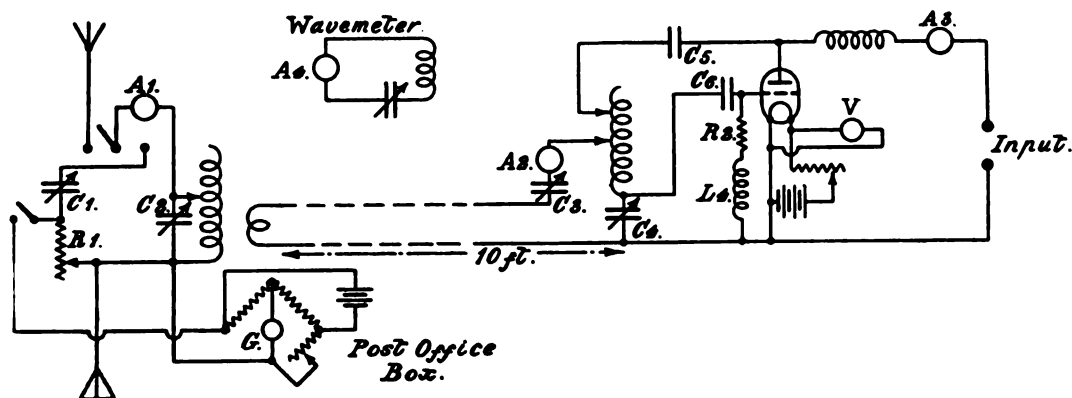 Wavemeter.
A4.
A1.
C1.
C2.
R1.
G.
Post Office
Box.
10 ft.
A2.
C3.
C4.
C5.
C6.
R2.
L4.
V
A3.
Input.